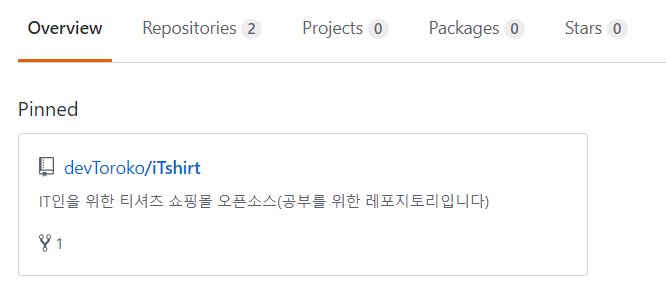 Overview Repositories 2 Projects 0 Packages 0 Stars 0
Pinned
devToroko/iTshirt
IT인을 위한 티셔츠 쇼핑몰 오픈소스(공부를 위한 레포지토리입니다)
1